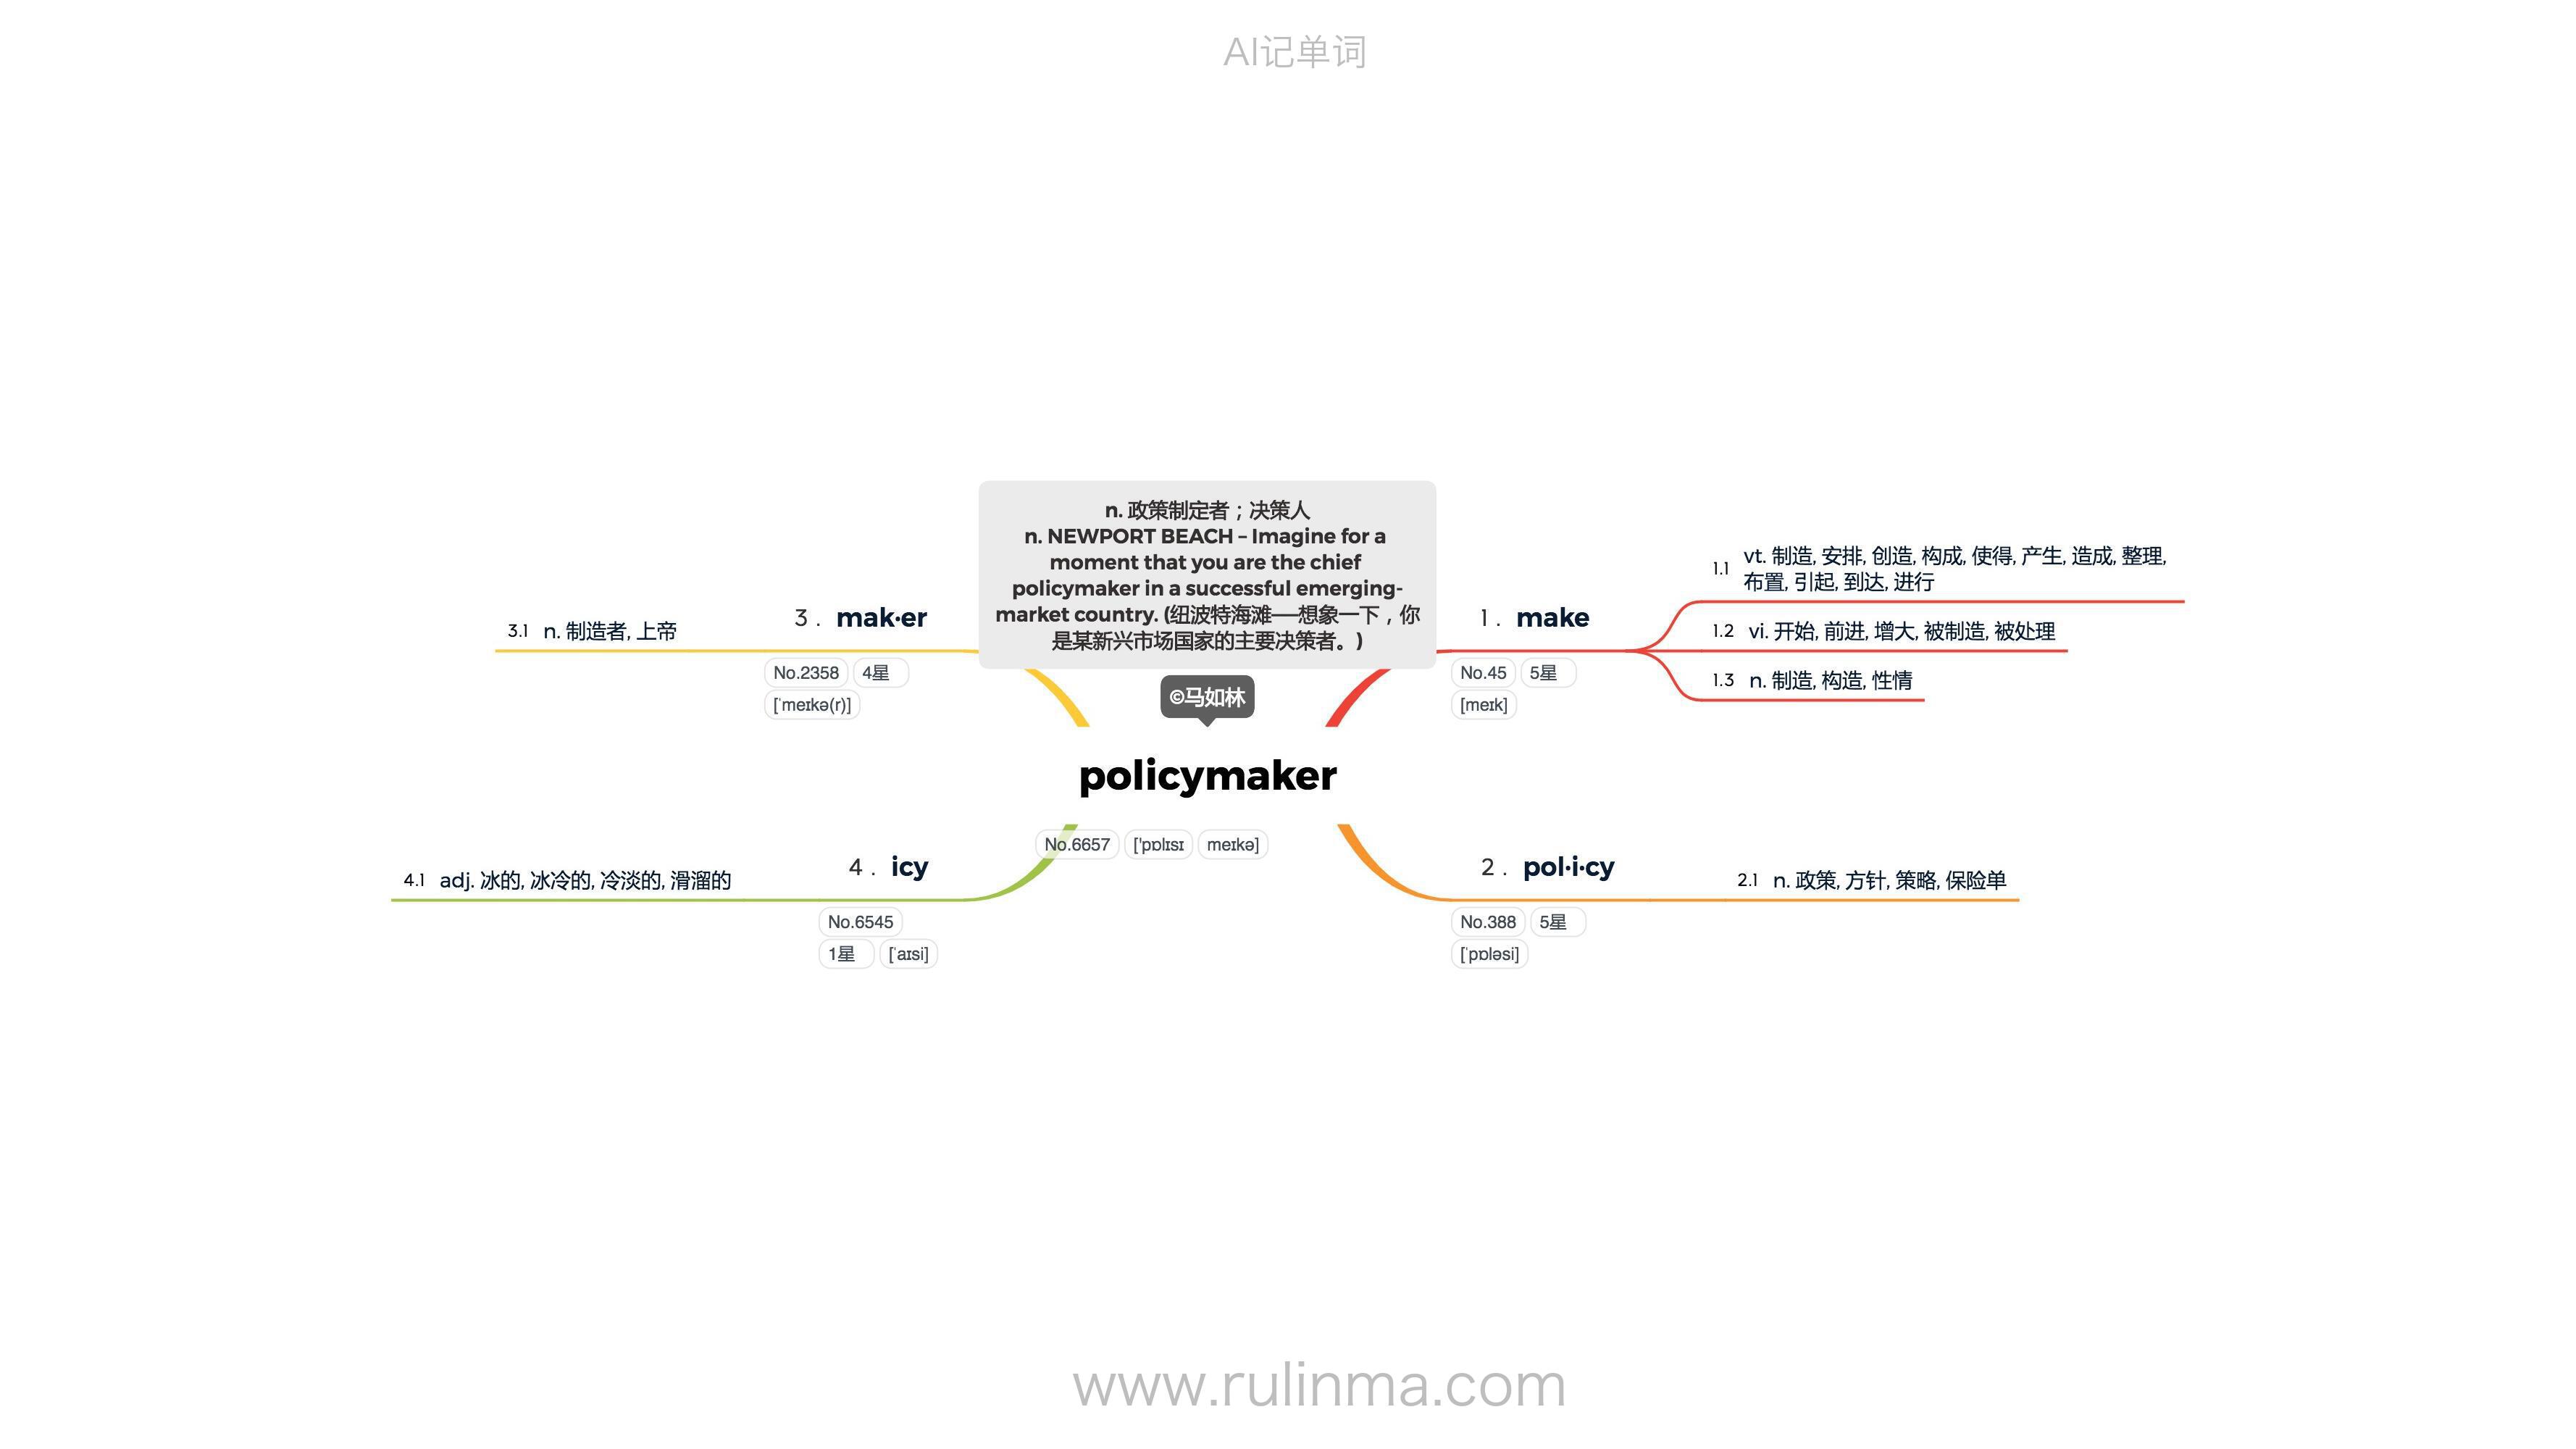 AI记单词
n. 政策制定者；决策人
n. NEWPORT BEACH – Imagine for a
moment that you are the chief
policymaker in a successful emerging-
market country. (纽波特海滩——想象一下，你
是某新兴市场国家的主要决策者。)
©马如林
policymaker
No.6657 ['pɒlɪsɪ meɪkə]
1. make
No.45 5星
[meɪk]
1.1 vt. 制造, 安排, 创造, 构成, 使得, 产生, 造成, 整理,
布置, 引起, 到达, 进行
1.2 vi. 开始, 前进, 增大, 被制造, 被处理
1.3 n. 制造, 构造, 性情
2. pol·i·cy
No.388 5星
['pɒləsi]
2.1 n. 政策, 方针, 策略, 保险单
3. mak·er
No.2358 4星
['meɪkə(r)]
3.1 n. 制造者, 上帝
4. icy
No.6545
1星 ['aɪsi]
4.1 adj. 冰的, 冰冷的, 冷淡的, 滑溜的
www.rulinma.com